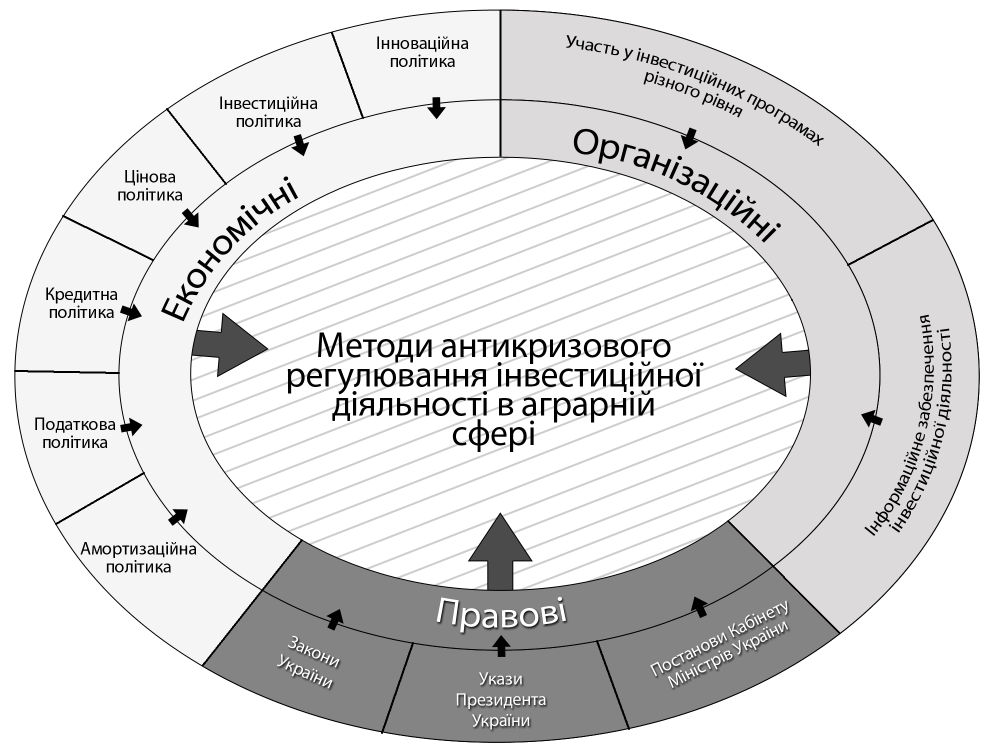 Інноваційна
політика
Інвестиційна
політика
Цінова
політика
Кредитна
політика
Податкова
політика
Амортизаційна
політика
Економічні
Участь у інвестиційних програмах
різного рівня
Організаційні
Інформаційне забезпечення
інвестиційної діяльності
Методи антикризового
регулювання інвестиційної
діяльності в аграрній
сфері
Правові
Закони
України
Укази
Президента
України
Постанови Кабінету
Міністрів України